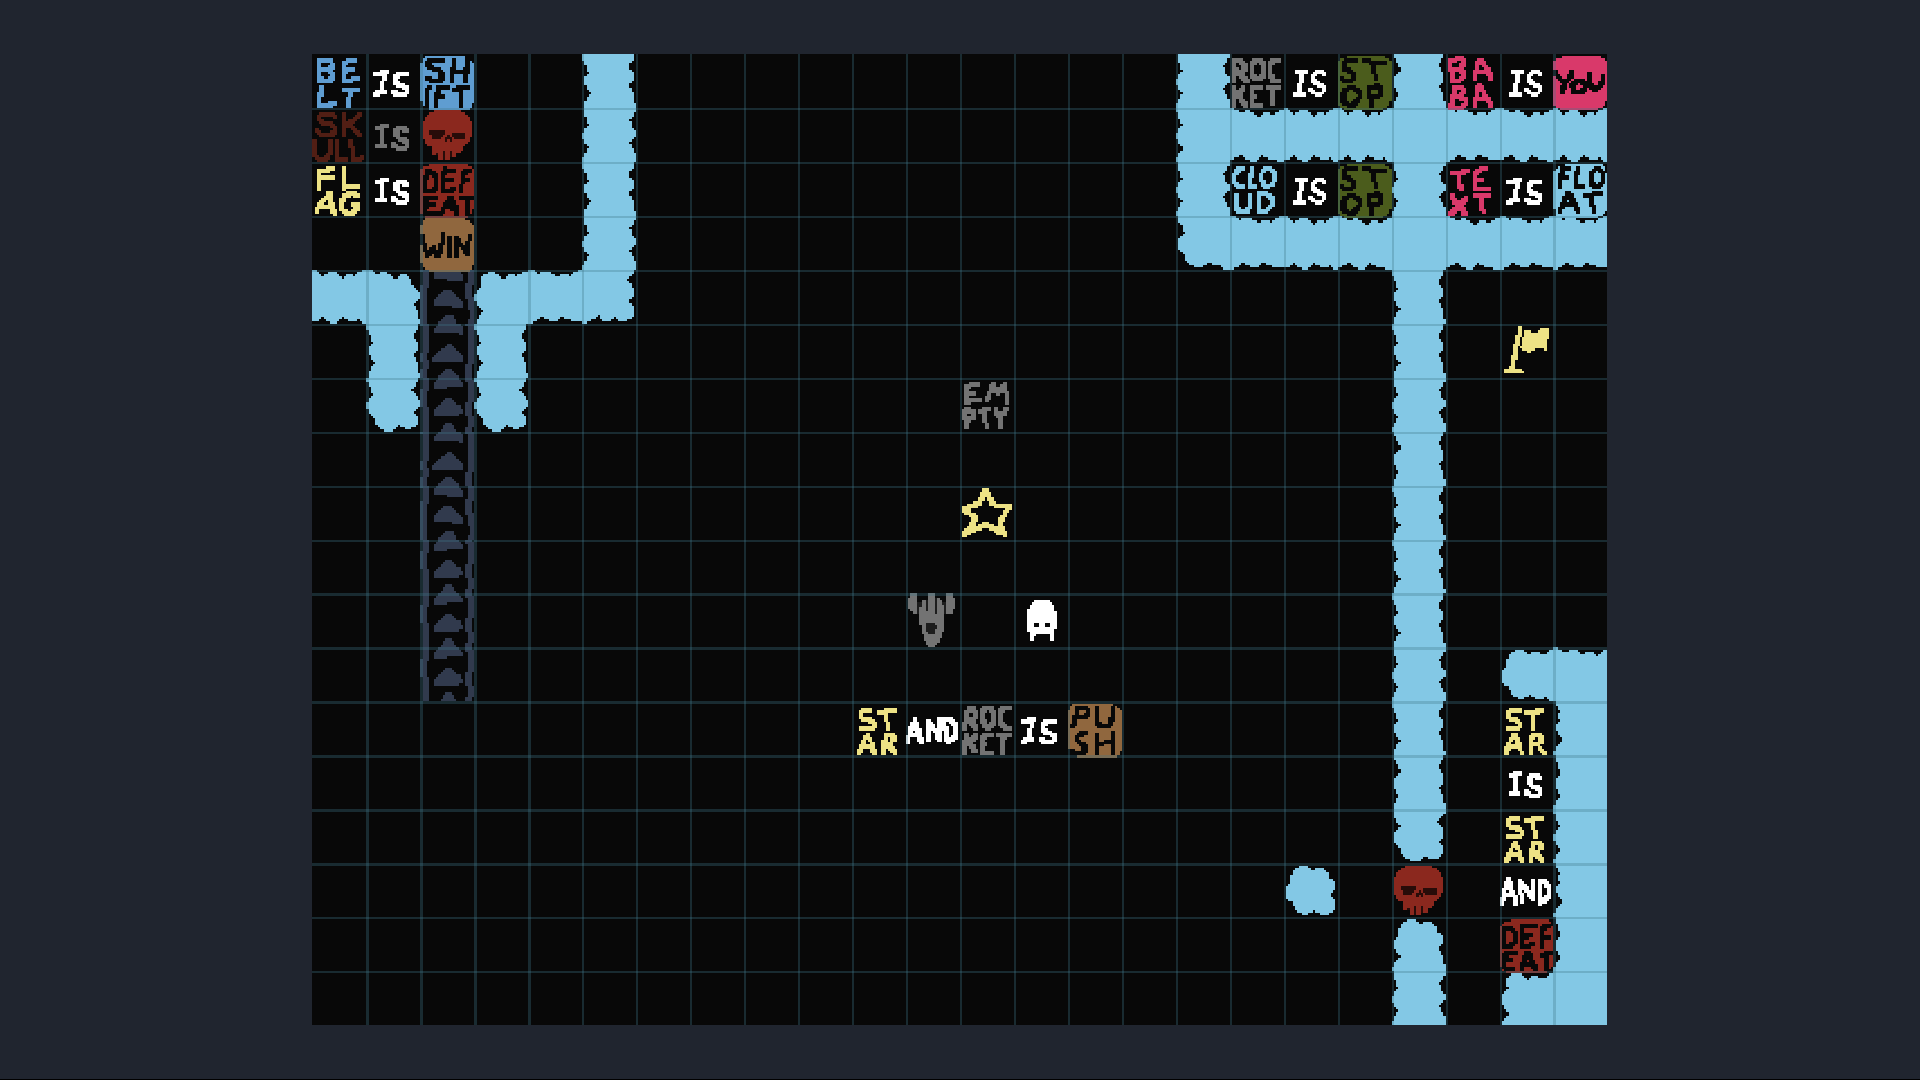 BELT IS SHIFT
ROCKET IS STOP
BABA IS YOU
SKULL IS
FLAG IS DEFEAT
CLOUD IS STOP
TEXT IS FLOAT
WIN
EMPTY
STAR AND ROCKET IS PUSH
STAR
IS
STAR
AND
DEFEAT